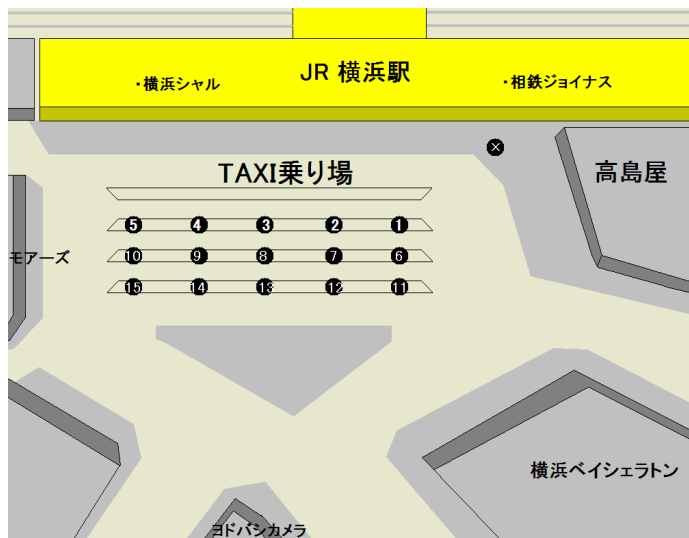 JR 横浜駅
・横浜シャル
・相鉄ジョイナス
×
TAXI乗り場
高島屋
5 4 3 2 1
モアーズ
10 9 8 7 6
15 14 13 12 11
横浜ベイシェラトン
ヨドバシカメラ